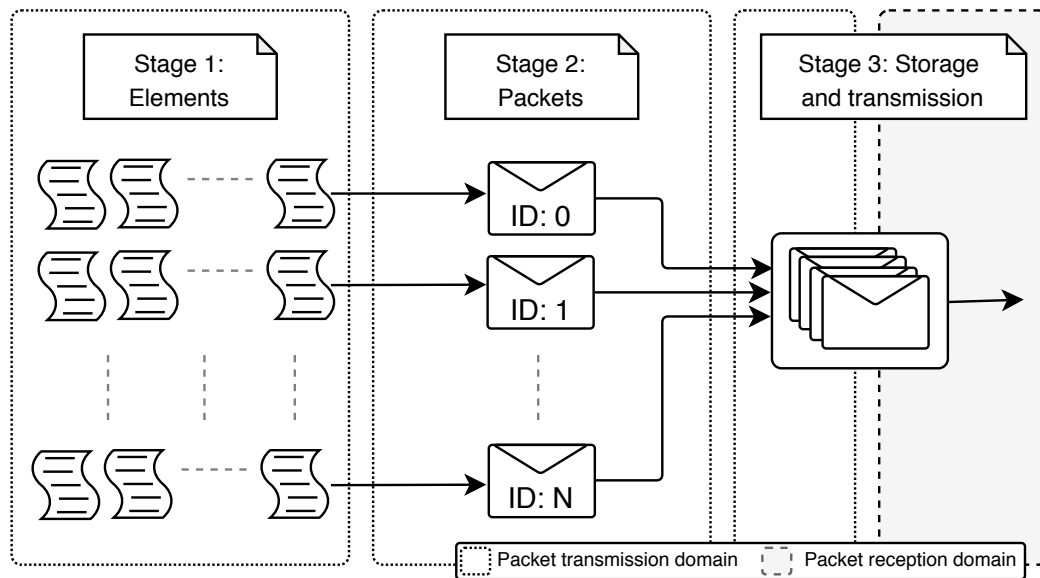 Stage 1:
Elements
Stage 2:
Packets
Stage 3: Storage
and transmission
ID: 0
ID: 1
ID: N
Packet transmission domain
Packet reception domain